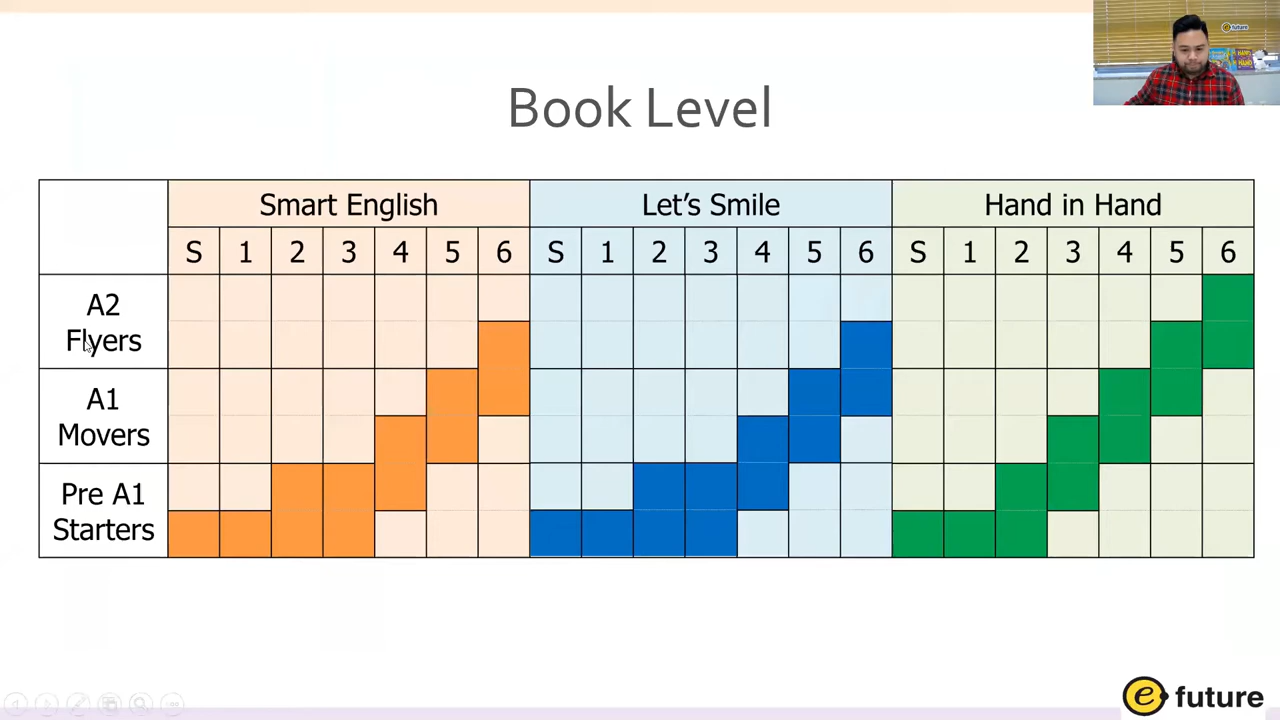 Book Level
Smart English Let's Smile Hand in Hand
S 1 2 3 4 5 6 S 1 2 3 4 5 6 S 1 2 3 4 5 6
A2
Flyers
A1
Movers
Pre A1
Starters
e future
e future